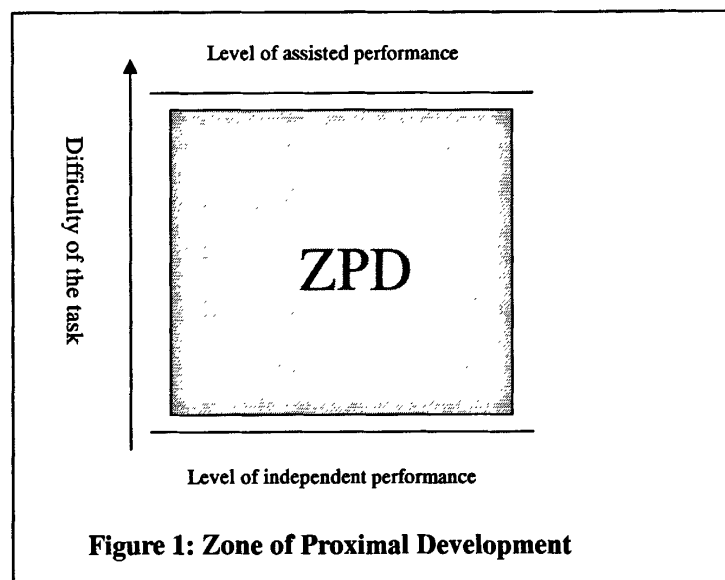 Level of assisted performance
Difficulty of the task
ZPD
Level of independent performance
Figure 1: Zone of Proximal Development